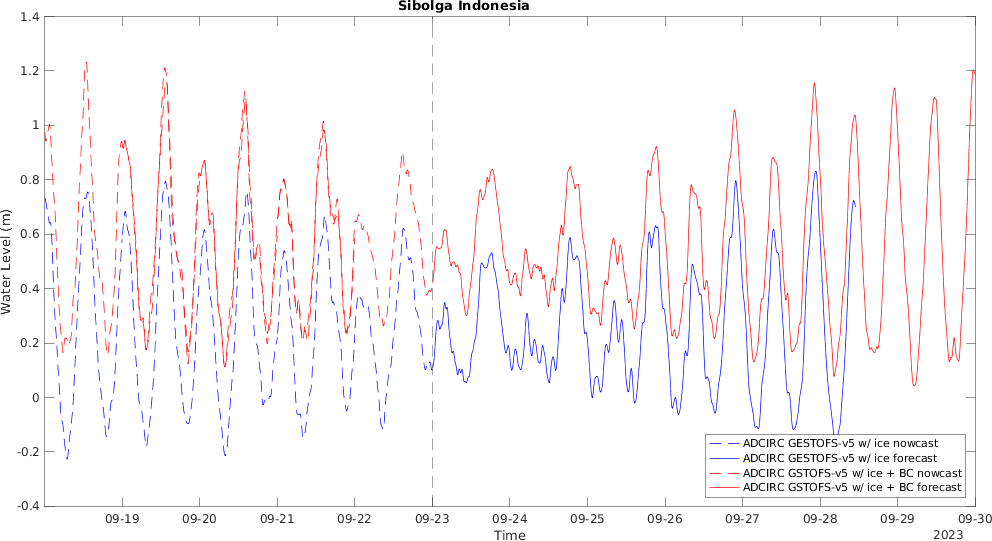 Sibolga Indonesia
1.4
1.2
1
0.8
0.6
0.4
0.2
0
-0.2
-0.4
Water Level (m)
09-19 09-20 09-21 09-22 09-23 09-24 09-25 09-26 09-27 09-28 09-29 09-30
Time
2023
ADCIRC GESTOFS-v5 w/ ice nowcast
ADCIRC GESTOFS-v5 w/ ice forecast
ADCIRC GSTOFS-v5 w/ ice + BC nowcast
ADCIRC GSTOFS-v5 w/ ice + BC forecast